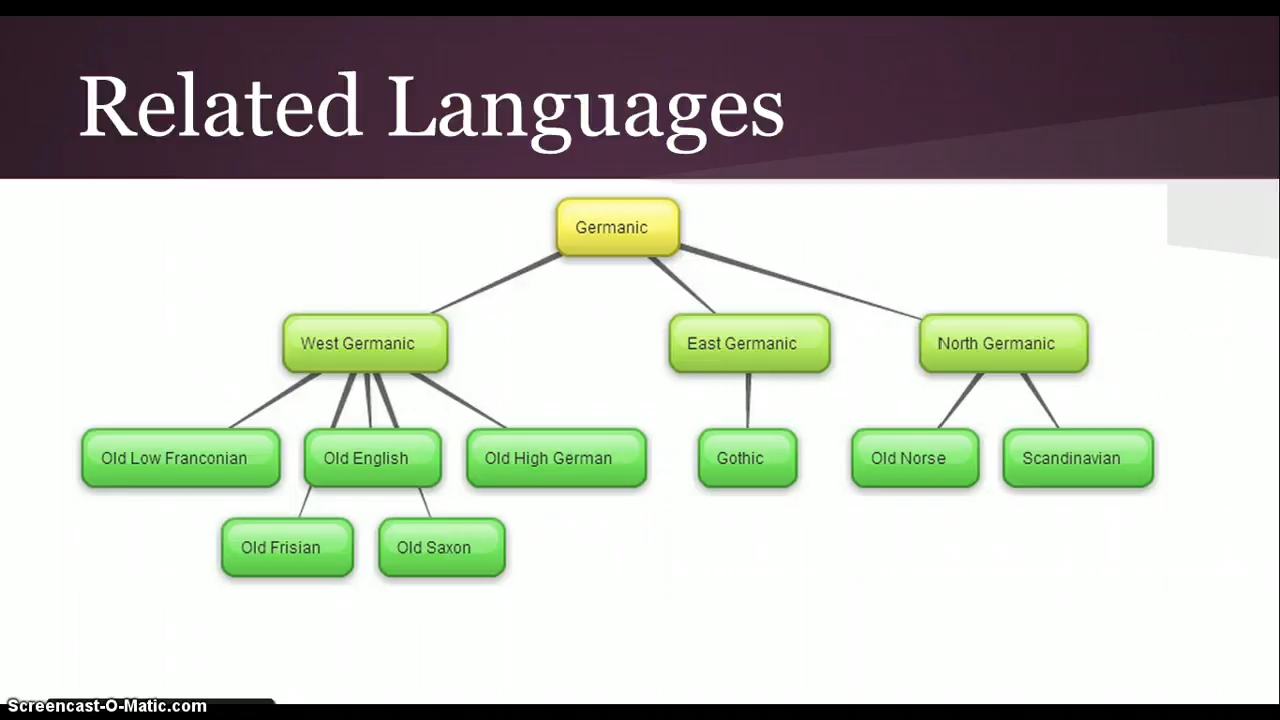 Related Languages
Germanic
West Germanic
East Germanic
North Germanic
Old Low Franconian
Old English
Old High German
Gothic
Old Norse
Scandinavian
Old Frisian
Old Saxon
Screencast-O-Matic.com